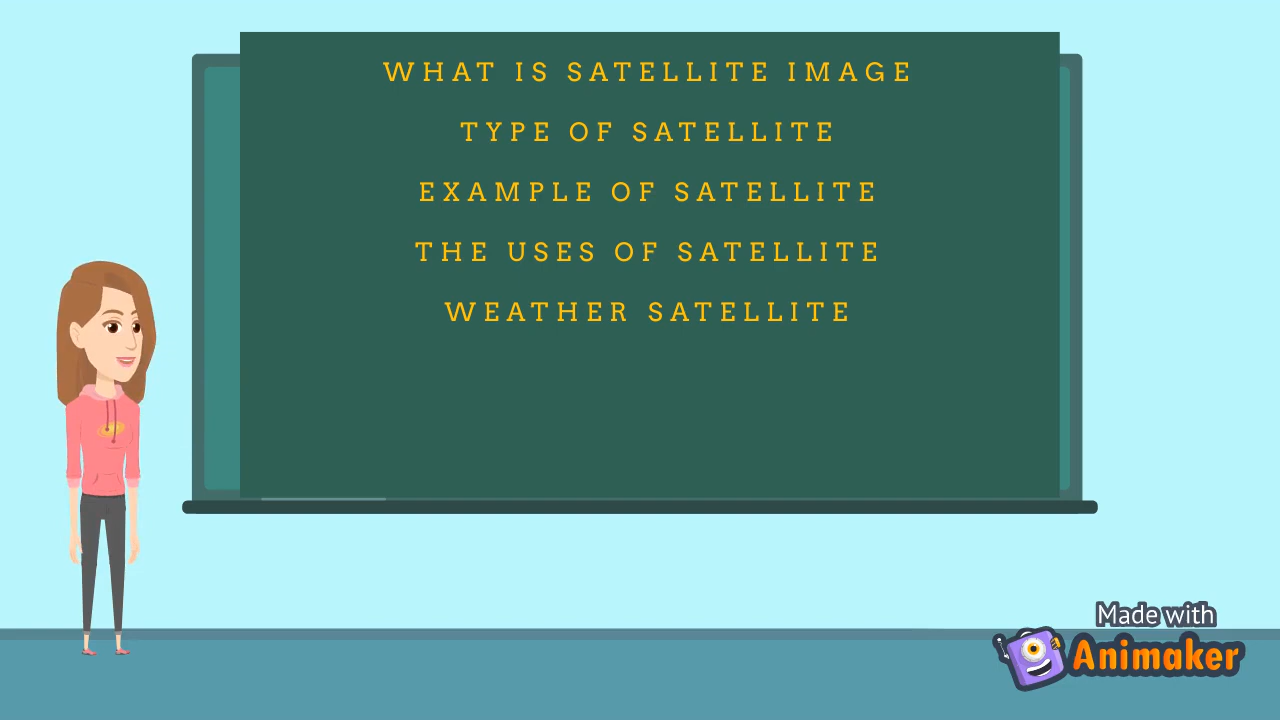 WHAT IS SATELLITE IMAGE
TYPE OF SATELLITE
EXAMPLE OF SATELLITE
THE USES OF SATELLITE
WEATHER SATELLITE
Made with
Animaker